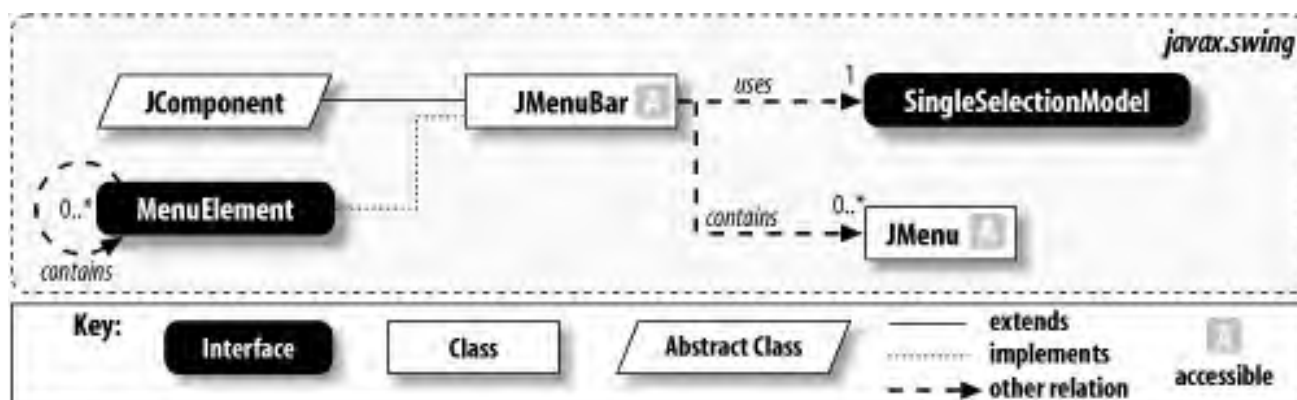 javax.swing
JComponent
JMenuBar A
uses
1
SingleSelectionModel
MenuElement
0..*
contains
contains
0..*
JMenu A
Key:
Interface
Class
Abstract Class
extends
implements
other relation
A
accessible